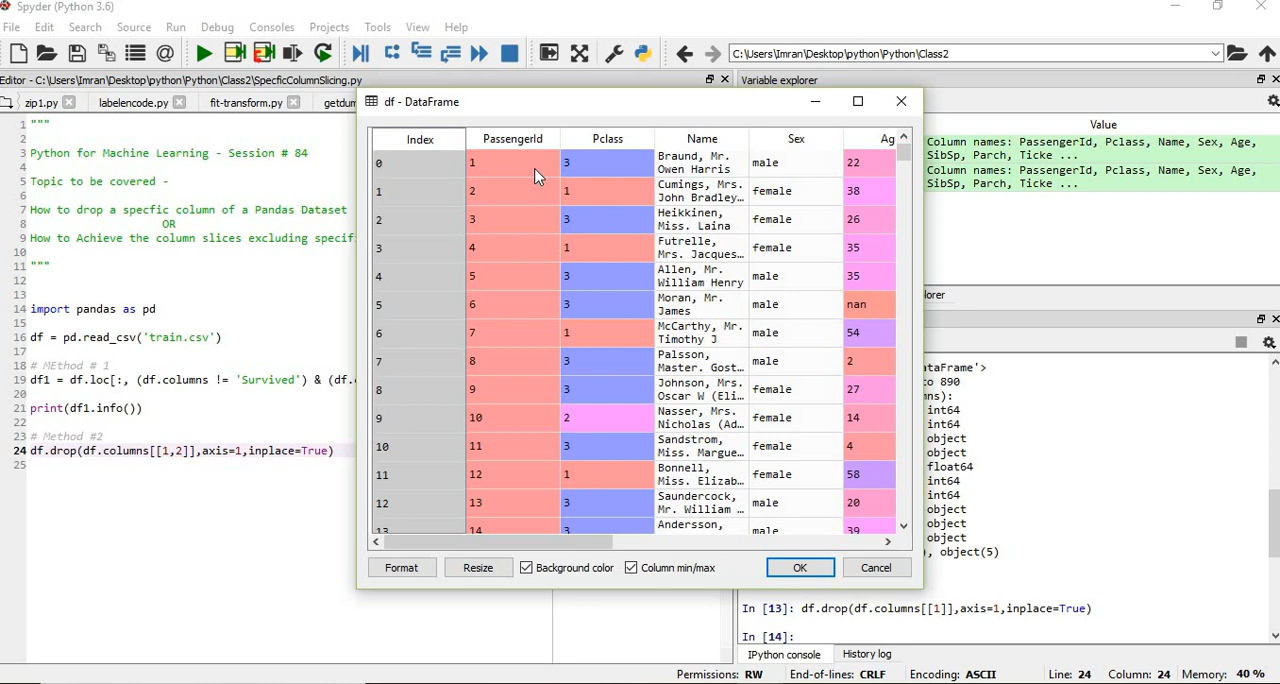 Spyder (Python 3.6)
File Edit Search Source Run Debug Consoles Projects Tools View Help
C:\Users\Imran\Desktop\python\Python\Class2
Editor - C:\Users\Imran\Desktop\python\Python\Class2\SpecficColumnSlicing.py
zip1.py labelencode.py fit-transform.py getdum
1 """
2
3 Python for Machine Learning - Session # 84
4
5 Topic to be covered -
6
7 How to drop a specfic column of a Pandas Dataset
8 OR
9 How to Achieve the column slices excluding specif
10
11 """
12
13
14 import pandas as pd
15
16 df = pd.read_csv('train.csv')
17
18 # MEthod # 1
19 df1 = df.loc[:, (df.columns != 'Survived') & (df.
20
21 print(df1.info())
22
23 # Method #2
24 df.drop(df.columns[[1,2]],axis=1,inplace=True)
25
df - DataFrame
Index PassengerId Pclass Name Sex Ag
0 1 3 Braund, Mr. Owen Harris male 22
1 2 1 Cumings, Mrs. John Bradley… female 38
2 3 3 Heikkinen, Miss. Laina female 26
3 4 1 Futrelle, Mrs. Jacques… female 35
4 5 3 Allen, Mr. William Henry male 35
5 6 3 Moran, Mr. James male nan
6 7 1 McCarthy, Mr. Timothy J male 54
7 8 3 Palsson, Master. Gost… male 2
8 9 3 Johnson, Mrs. Oscar W (Eli… female 27
9 10 2 Nasser, Mrs. Nicholas (Ad… female 14
10 11 3 Sandstrom, Miss. Margue… female 4
11 12 1 Bonnell, Miss. Elizab… female 58
12 13 3 Saundercock, Mr. William … male 20
13 14 3 Andersson, male 39
Format Resize Background color Column min/max OK Cancel
Variable explorer
Value
Column names: PassengerId, Pclass, Name, Sex, Age,
SibSp, Parch, Ticke ...
Column names: PassengerId, Pclass, Name, Sex, Age,
SibSp, Parch, Ticke ...
lorer
ataFrame'>
to 890
mns):
int64
int64
object
object
float64
int64
int64
object
object
object
), object(5)
In [13]: df.drop(df.columns[[1]],axis=1,inplace=True)
In [14]:
IPython console History log
Permissions: RW End-of-lines: CRLF Encoding: ASCII Line: 24 Column: 24 Memory: 40 %